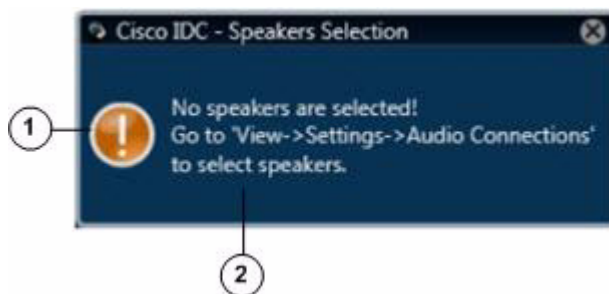 Cisco IDC - Speakers Selection
No speakers are selected!
1
Go to 'View->Settings->Audio Connections'
to select speakers.
2